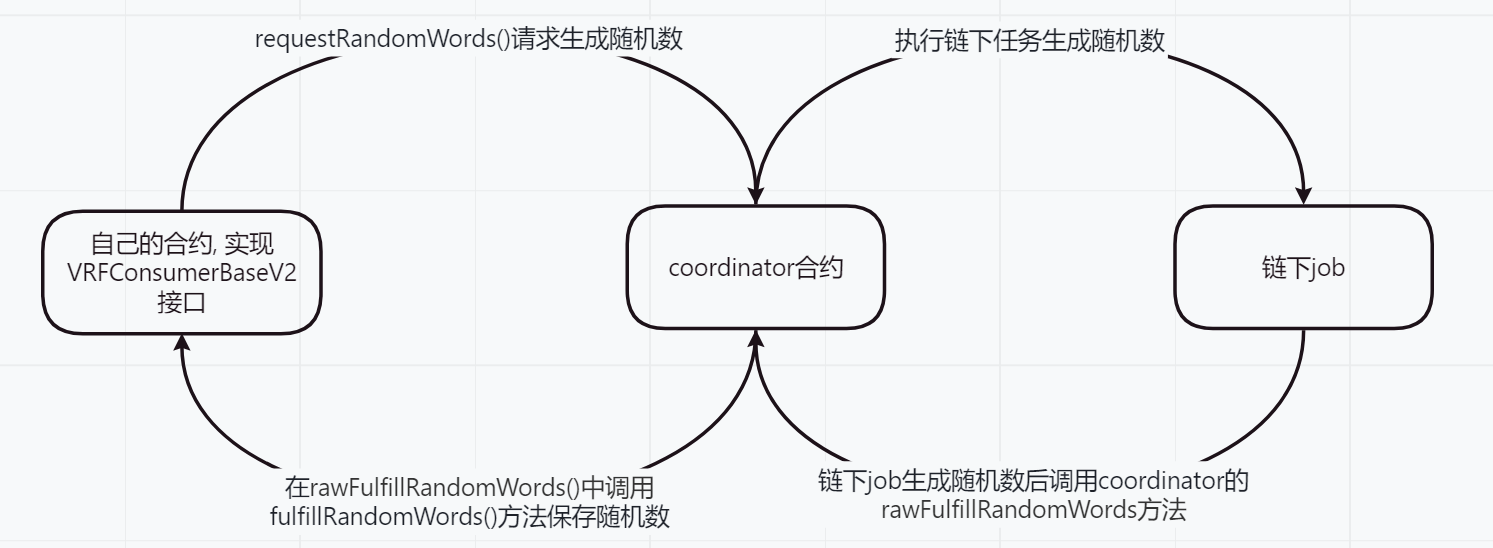 requestRandomWords()请求生成随机数
执行链下任务生成随机数
自己的合约, 实现
VRFConsumerBaseV2
接口
coordinator合约
链下job
在rawFulfillRandomWords()中调用
fulfillRandomWords()方法保存随机数
链下job生成随机数后调用coordinator的
rawFulfillRandomWords方法